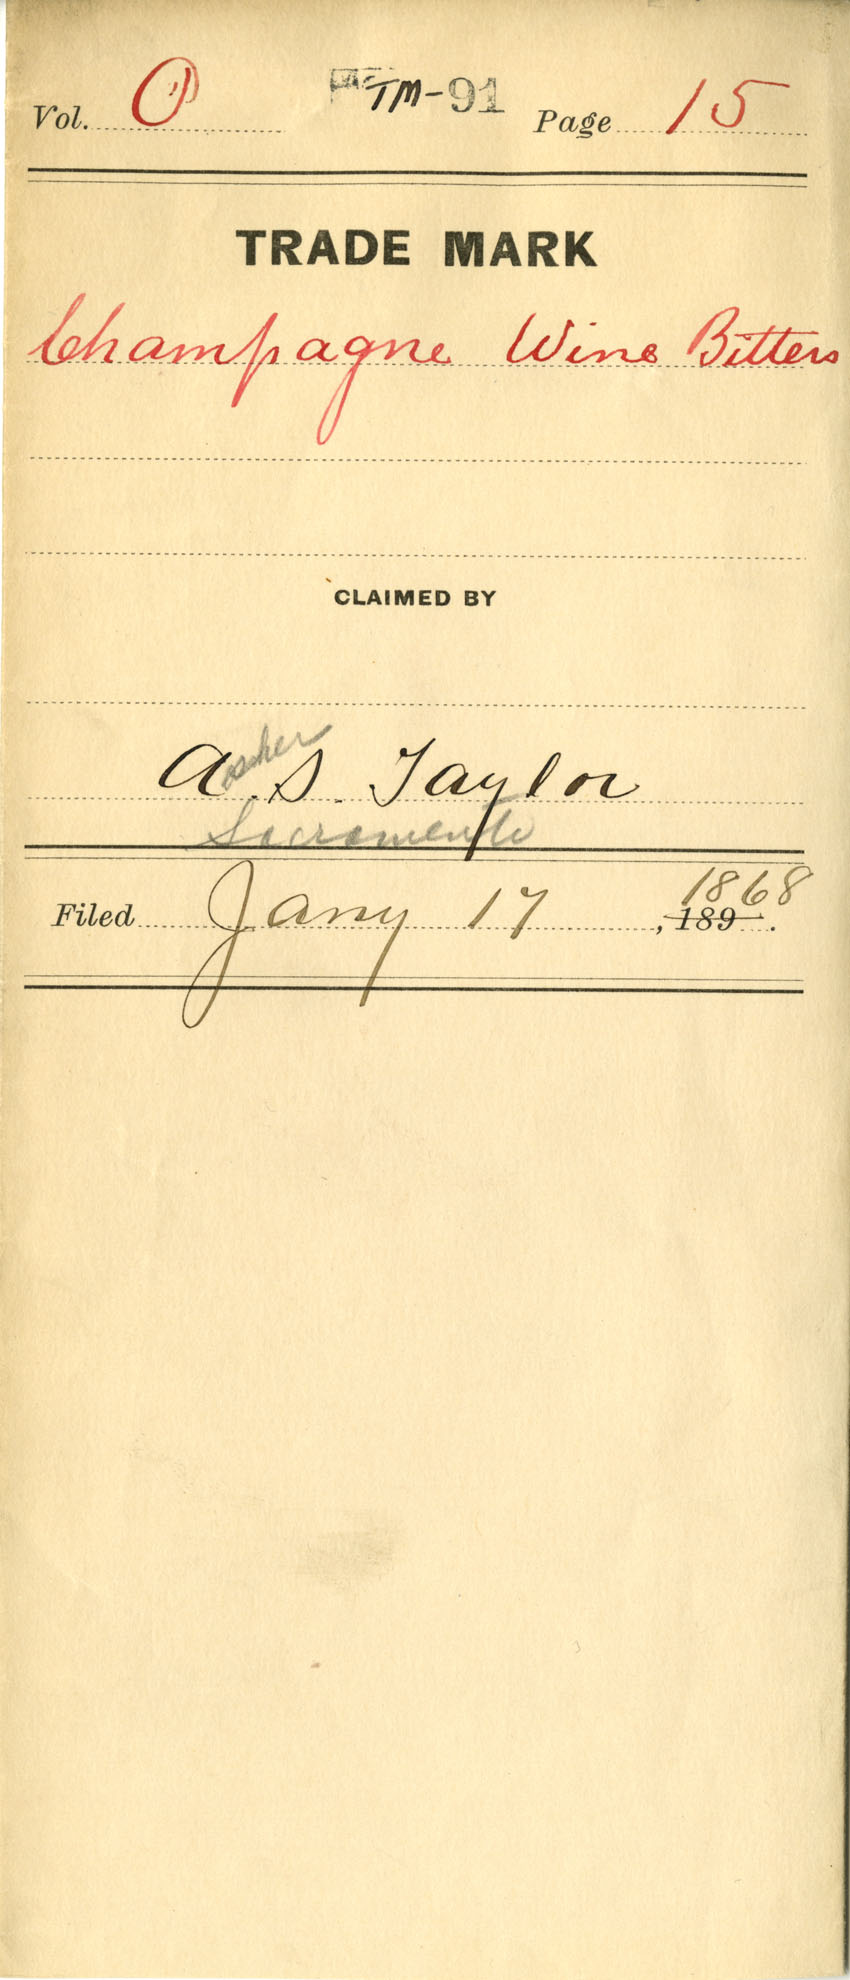 Vol. O TM-91 Page 15
TRADE MARK
Champagne Wine Bitters
CLAIMED BY
Asher
A. S. Taylor
Sacramento
Filed Jany 17, 189 1868.